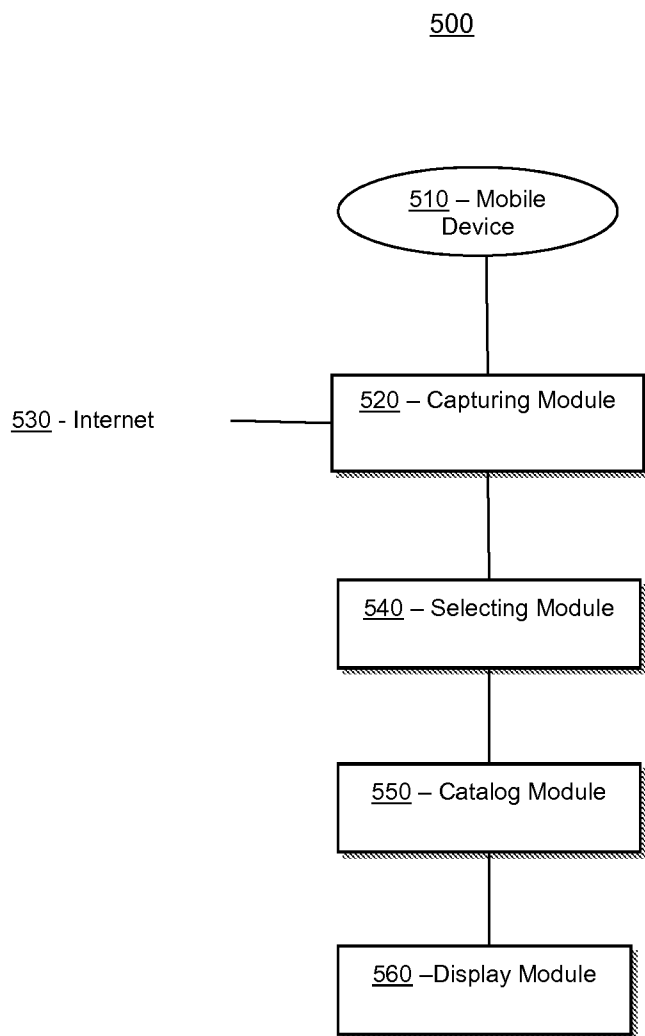 500
510 – Mobile
Device
520 – Capturing Module
530 - Internet
540 – Selecting Module
550 – Catalog Module
560 –Display Module